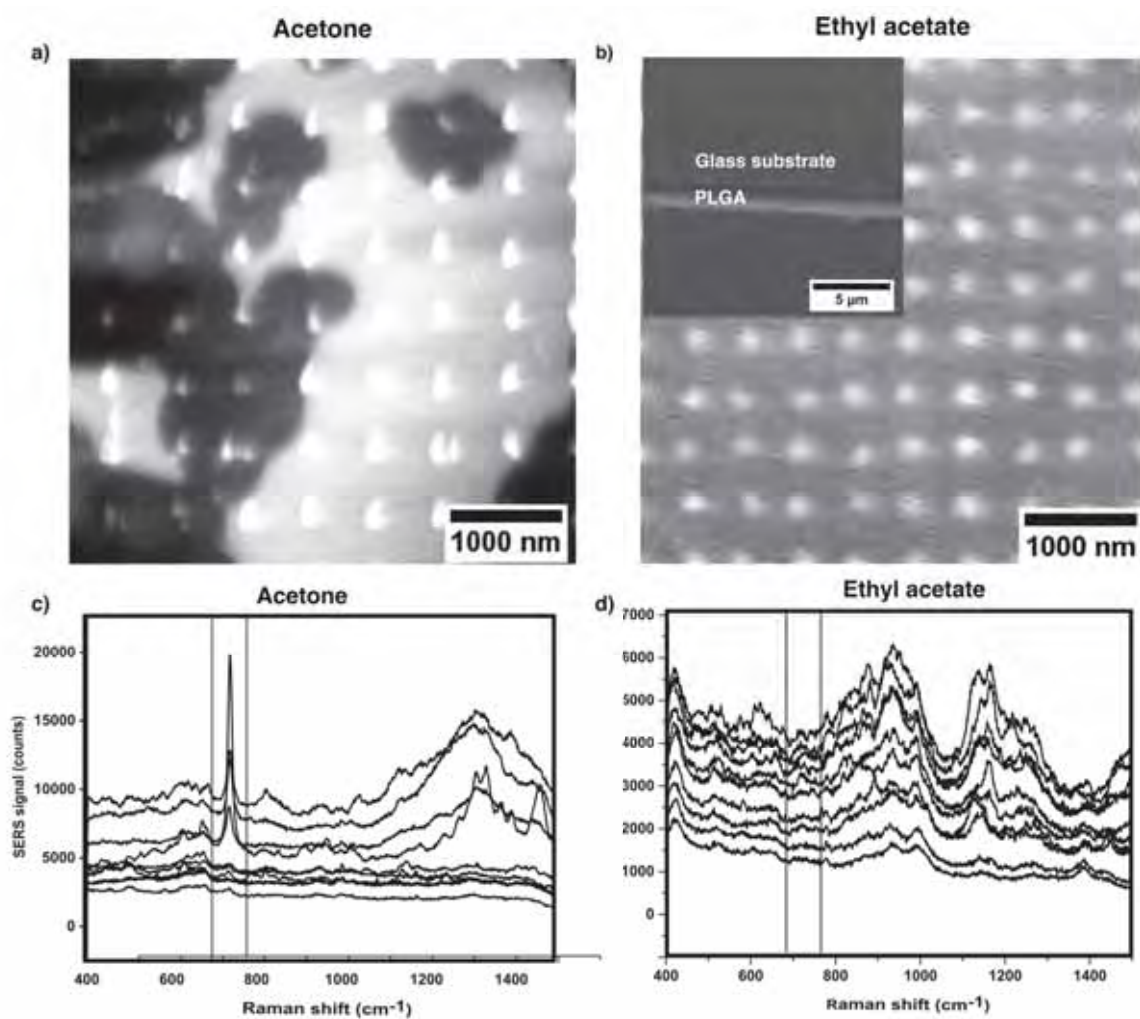 Acetone
Ethyl acetate
a)
b)
Glass substrate
PLGA
5 µm
1000 nm
1000 nm
c)
Acetone
d)
Ethyl acetate
SERS signal (counts)
20000
15000
10000
5000
0
400 600 800 1000 1200 1400
Raman shift (cm⁻¹)
7000
6000
5000
4000
3000
2000
1000
0
400 600 800 1000 1200 1400
Raman shift (cm⁻¹)